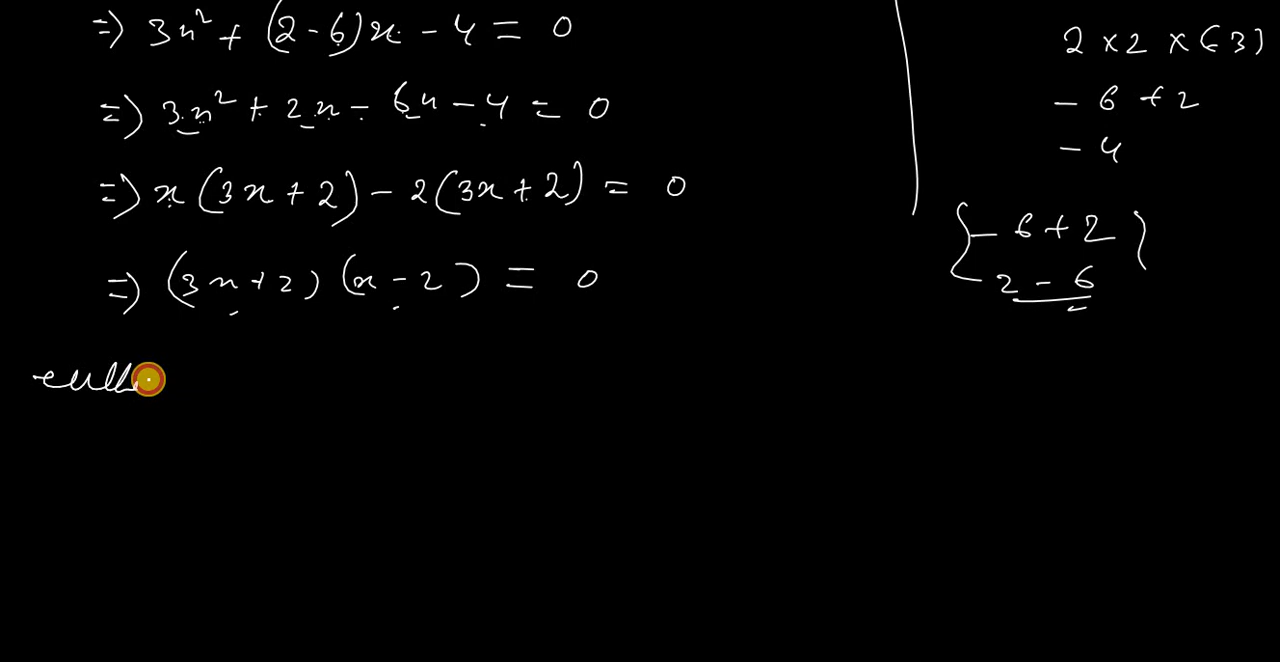 => 3x² + (2-6)x - 4 = 0
=> 3x² + 2x - 6x - 4 = 0
=> x(3x+2) - 2(3x+2) = 0
=> (3x+2)(x-2) = 0
2 × 2 × (-3)
- 6 + 2
- 4
{ - 6 + 2 }
2 - 6